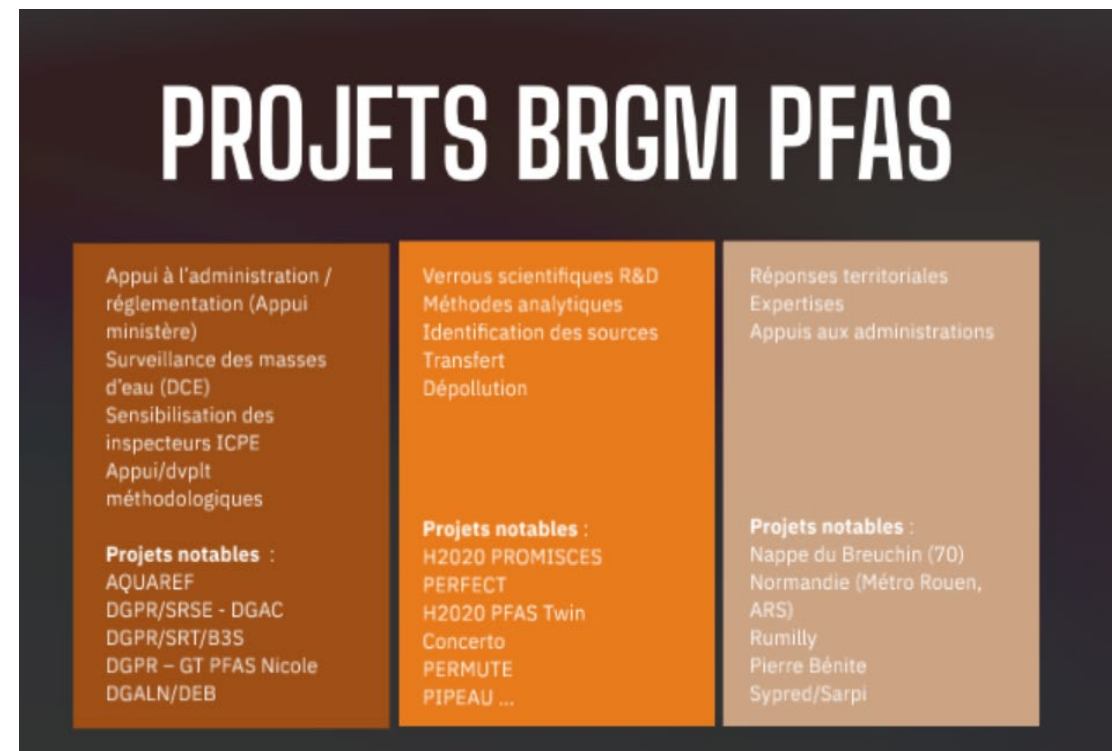 PROJETS BRGM PFAS
Appui à l'administration /
réglementation (Appui
ministère)
Surveillance des masses
d'eau (DCE)
Sensibilisation des
inspecteurs ICPE
Appui/dvplt
méthodologiques
Projets notables :
AQUAREF
DGPR/SRSE - DGAC
DGPR/SRT/B3S
DGPR – GT PFAS Nicole
DGALN/DEB
Verrous scientifiques R&D
Méthodes analytiques
Identification des sources
Transfert
Dépollution
Projets notables :
H2020 PROMISCES
PERFECT
H2020 PFAS Twin
Concerto
PERMUTE
PIPEAU ...
Réponses territoriales
Expertises
Appuis aux administrations
Projets notables :
Nappe du Breuchin (70)
Normandie (Métro Rouen,
ARS)
Rumilly
Pierre Bénite
Sypred/Sarpi